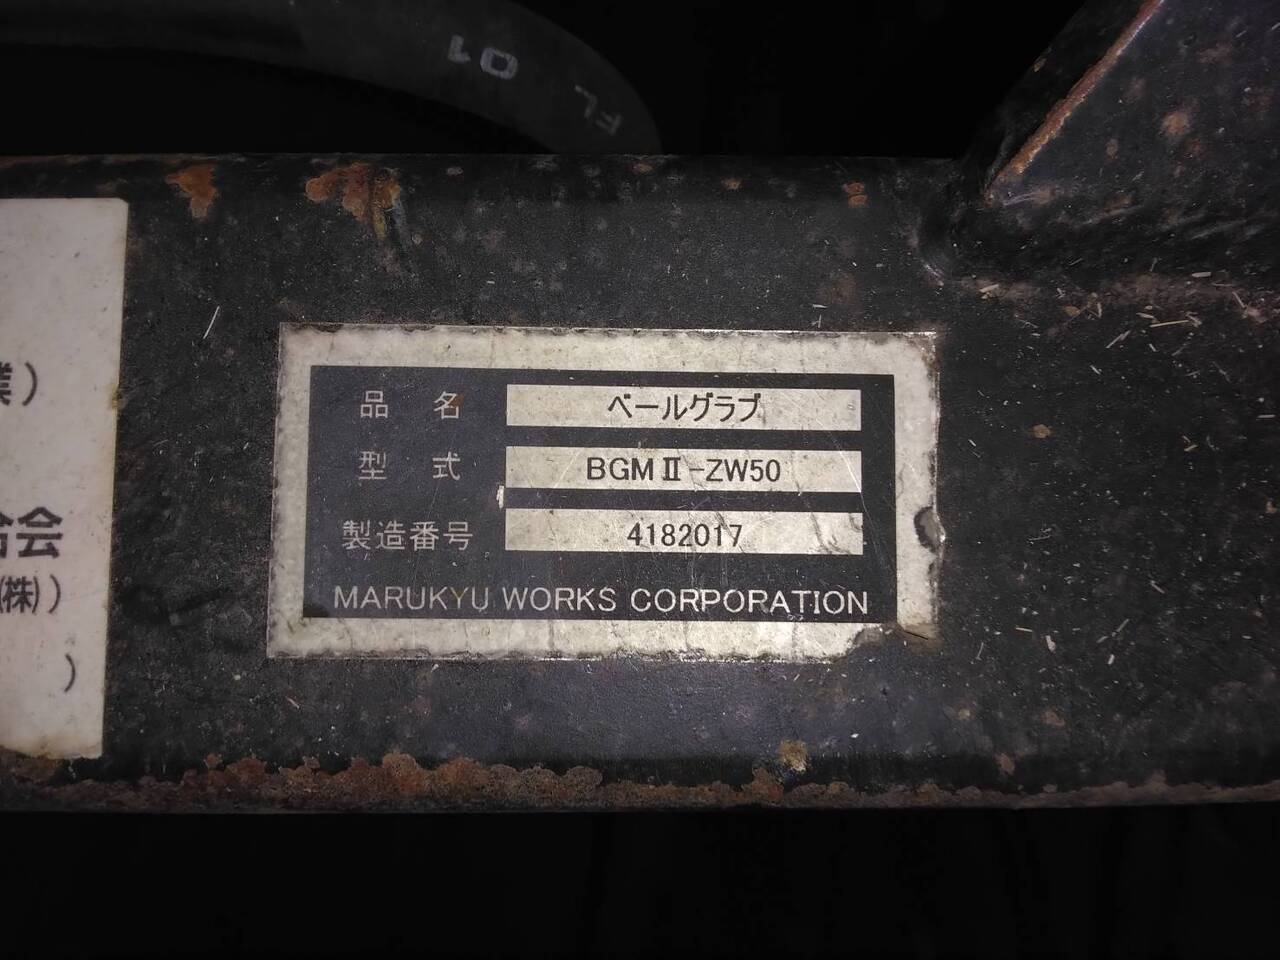 FL 01
業）
合会
(株)）
）
品名 ベールグラブ
型式 BGMⅡ-ZW50
製造番号 4182017
MARUKYU WORKS CORPORATION